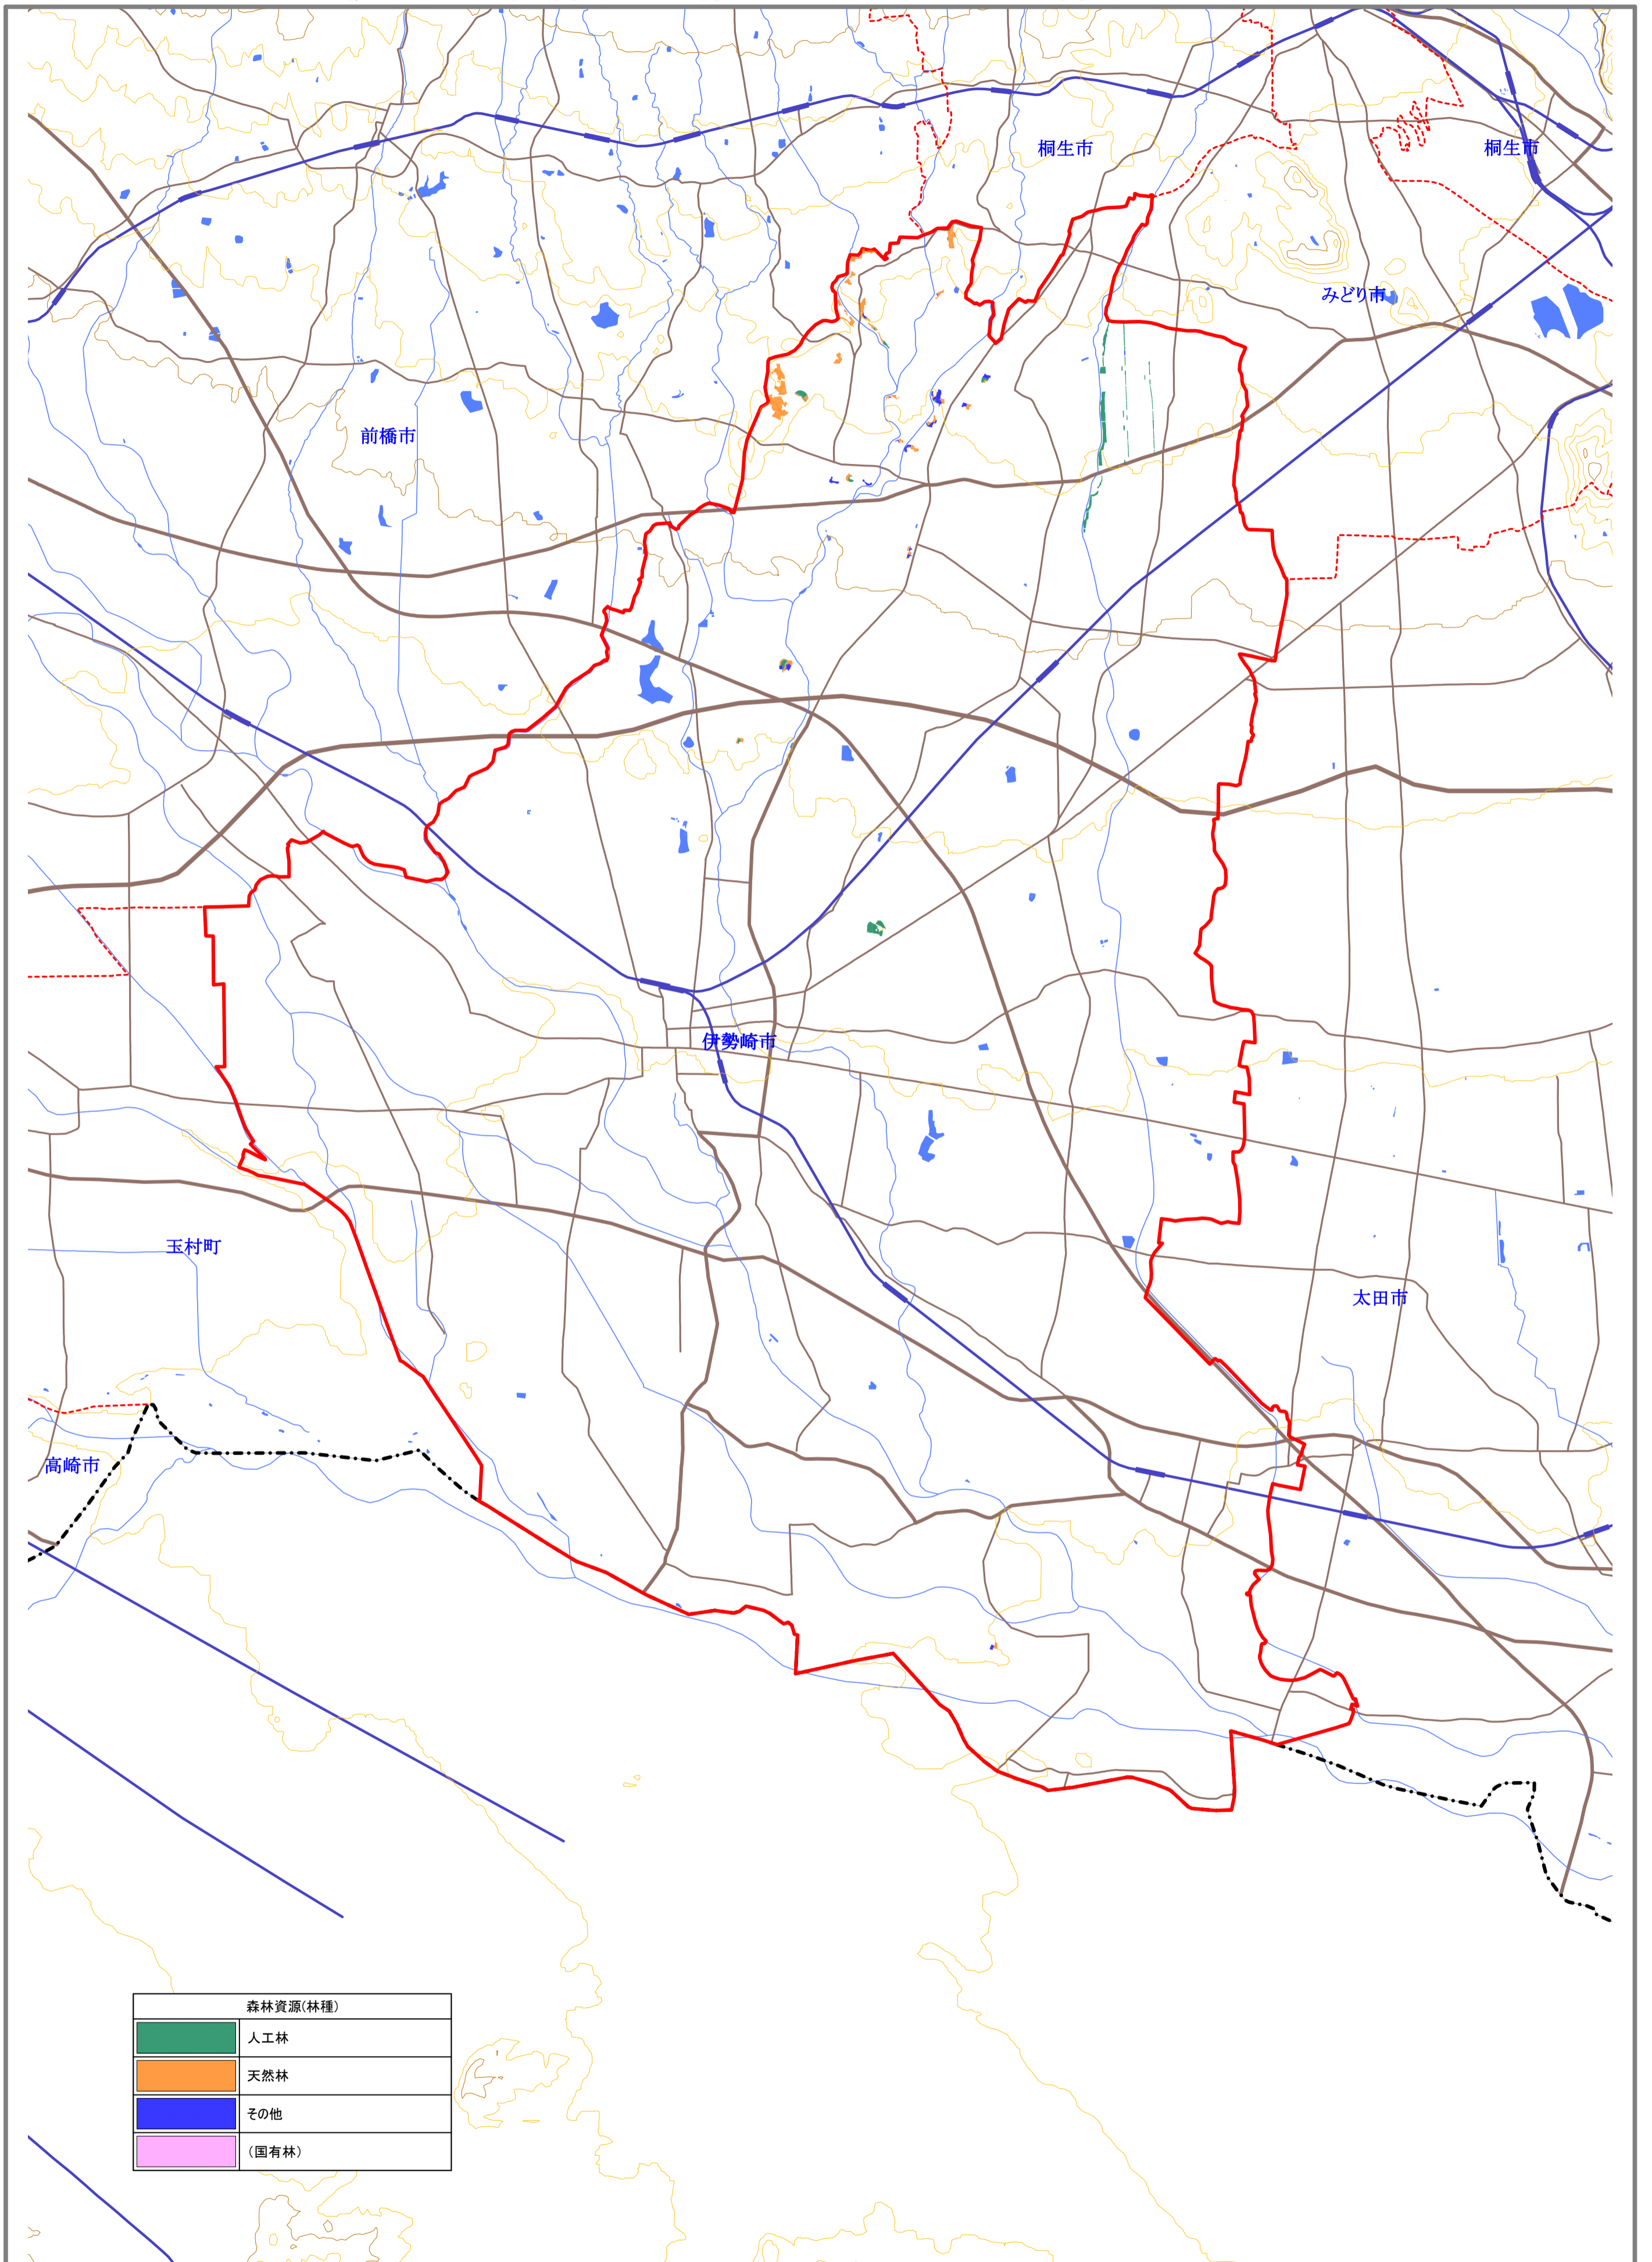 桐生市
桐生市
みどり市
前橋市
伊勢崎市
玉村町
太田市
高崎市
森林資源(林種)
人工林
天然林
その他
(国有林)